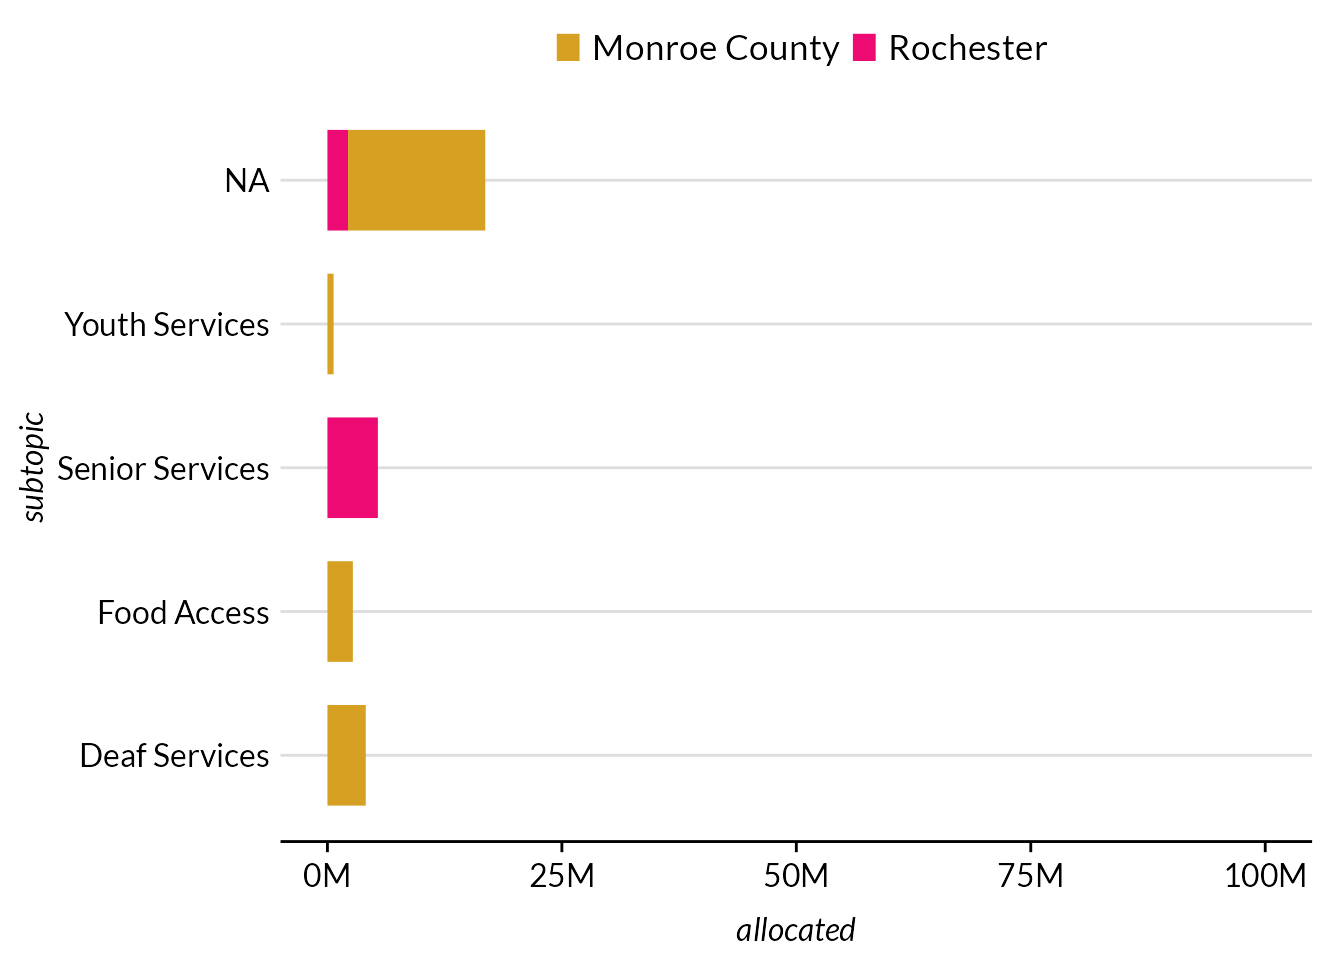 Monroe County Rochester
NA
Youth Services
Senior Services
Food Access
Deaf Services
subtopic
0M 25M 50M 75M 100M
allocated